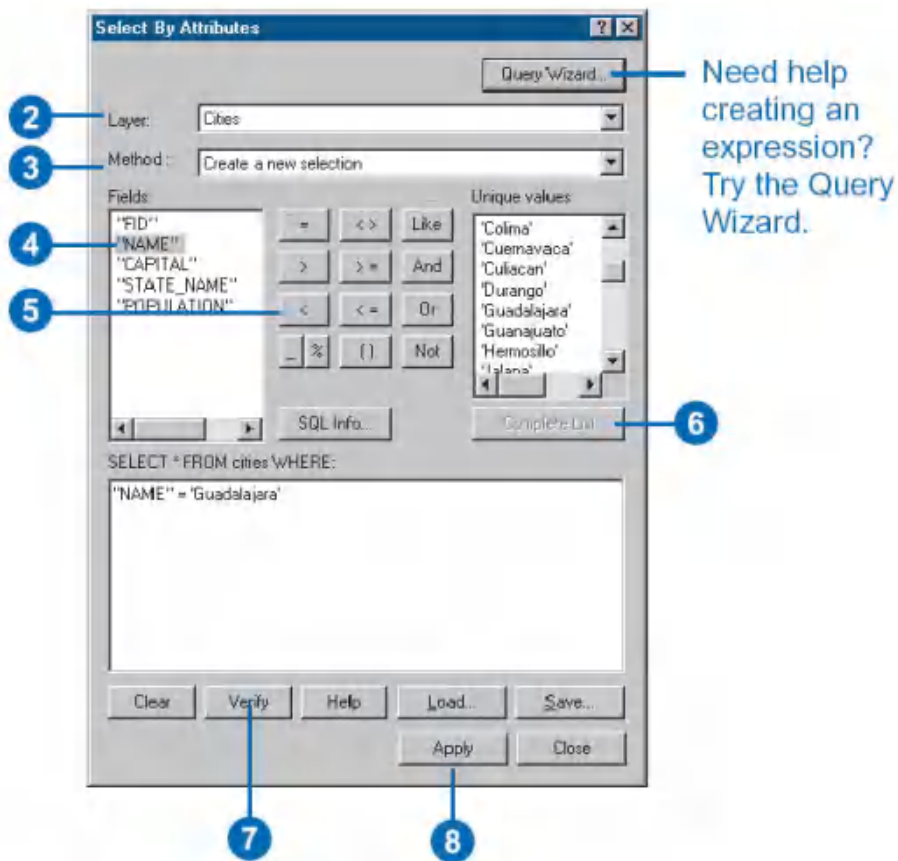 Select By Attributes
Query Wizard...
Need help
creating an
expression?
Try the Query
Wizard.
2
Layer:
Cities
3
Method :
Create a new selection
Fields:
Unique values:
4
5
"FID"
"NAME"
"CAPITAL"
"STATE_NAME"
"POPULATION"
= <> Like
> >= And
< <= Or
_ % () Not
'Colima'
'Cuernavaca'
'Culiacan'
'Durango'
'Guadalajara'
'Guanajuato'
'Hermosillo'
'Jalapa'
SQL Info...
Complete List
6
SELECT * FROM cities WHERE:
"NAME" = 'Guadalajara'
Clear Verify Help Load... Save...
Apply Close
7
8